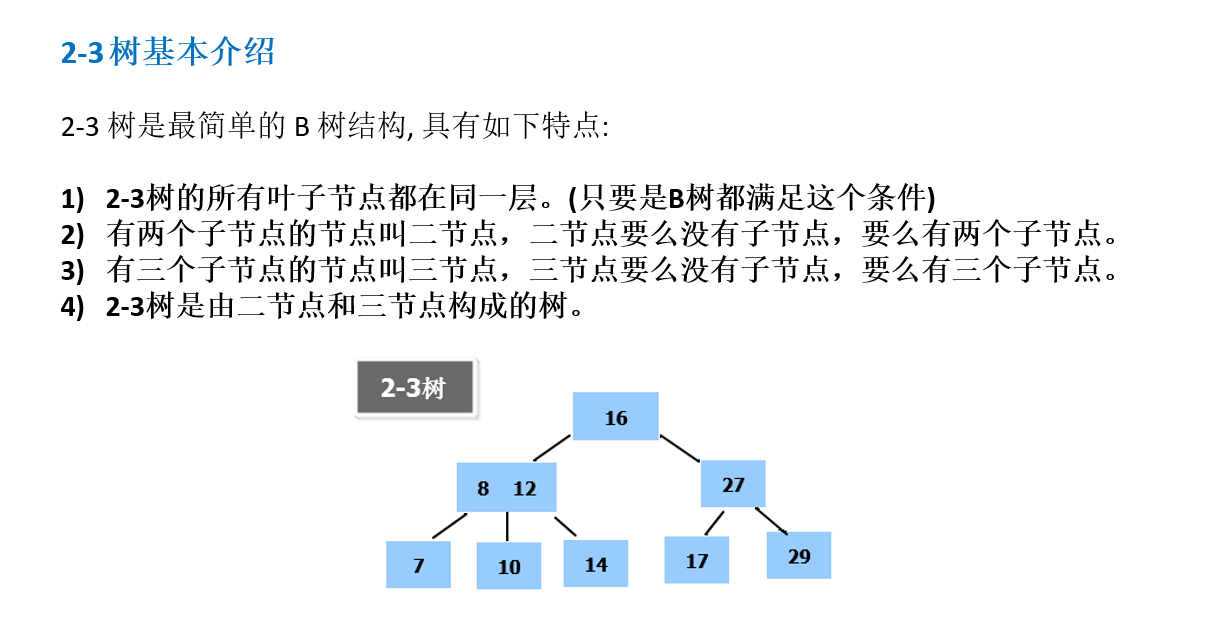 2-3 树基本介绍
2-3 树是最简单的 B 树结构, 具有如下特点:
1) 2-3树的所有叶子节点都在同一层。(只要是B树都满足这个条件)
2) 有两个子节点的节点叫二节点，二节点要么没有子节点，要么有两个子节点。
3) 有三个子节点的节点叫三节点，三节点要么没有子节点，要么有三个子节点。
4) 2-3树是由二节点和三节点构成的树。
2-3树
16
8 12
27
7
10
14
17
29